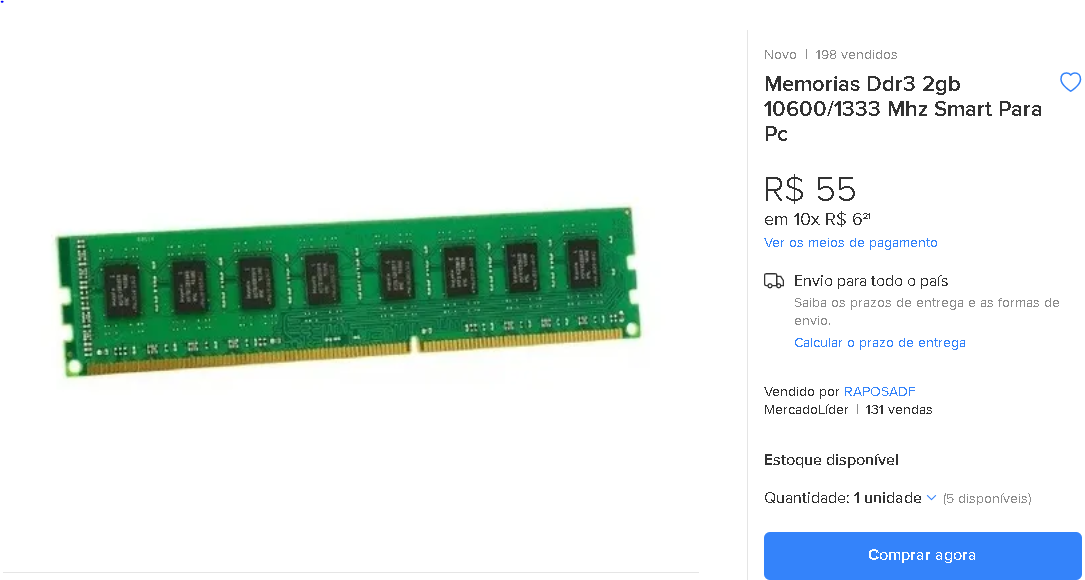 Novo | 198 vendidos
Memorias Ddr3 2gb
10600/1333 Mhz Smart Para
Pc
R$ 55
em 10x R$ 6²¹
Ver os meios de pagamento
Envio para todo o país
Saiba os prazos de entrega e as formas de
envio.
Calcular o prazo de entrega
Vendido por RAPOSADF
MercadoLíder | 131 vendas
Estoque disponível
Quantidade: 1 unidade (5 disponíveis)
Comprar agora